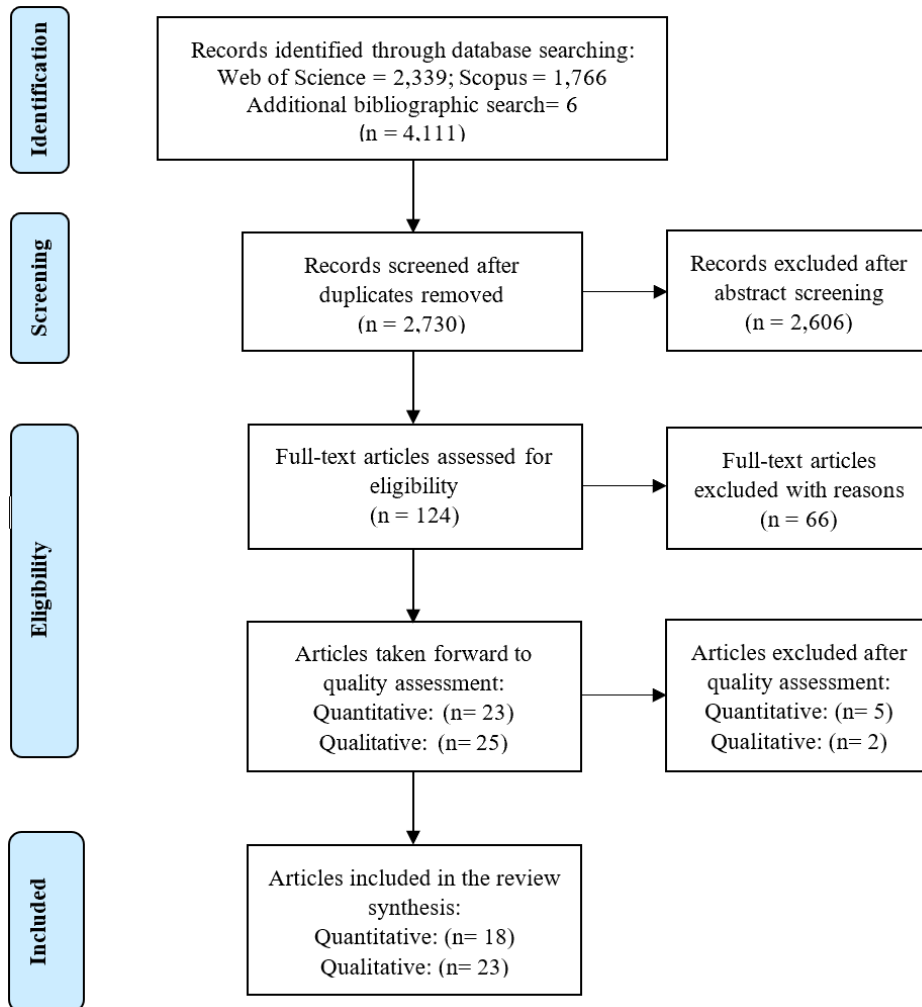 Identification
Records identified through database searching:
Web of Science = 2,339; Scopus = 1,766
Additional bibliographic search= 6
(n = 4,111)
Screening
Records screened after
duplicates removed
(n = 2,730)
Records excluded after
abstract screening
(n = 2,606)
Eligibility
Full-text articles assessed for
eligibility
(n = 124)
Full-text articles
excluded with reasons
(n = 66)
Articles taken forward to
quality assessment:
Quantitative: (n= 23)
Qualitative: (n= 25)
Articles excluded after
quality assessment:
Quantitative: (n= 5)
Qualitative: (n= 2)
Included
Articles included in the review
synthesis:
Quantitative: (n= 18)
Qualitative: (n= 23)